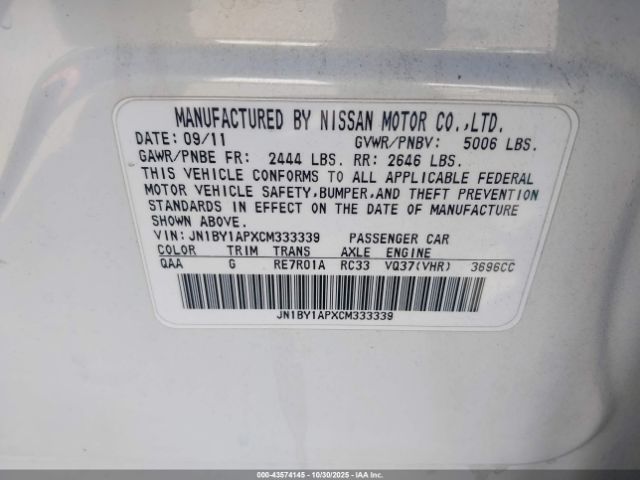 MANUFACTURED BY NISSAN MOTOR CO.,LTD.
DATE: 09/11 GVWR/PNBV: 5006 LBS.
GAWR/PNBE FR: 2444 LBS. RR: 2646 LBS.
THIS VEHICLE CONFORMS TO ALL APPLICABLE FEDERAL
MOTOR VEHICLE SAFETY,BUMPER,AND THEFT PREVENTION
STANDARDS IN EFFECT ON THE DATE OF MANUFACTURE
SHOWN ABOVE.
VIN: JN1BY1APXCM333339 PASSENGER CAR
COLOR TRIM TRANS AXLE ENGINE
QAA G RE7R01A RC33 VQ37(VHR) 3696CC
JN1BY1APXCM333339
000-43574145 - 10/30/2025 - IAAI.COM